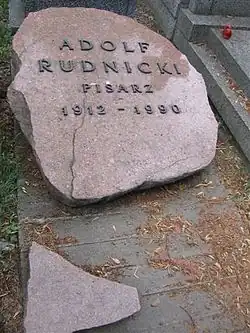 ADOLF
RUDNICKI
PISARZ
1912 - 1990